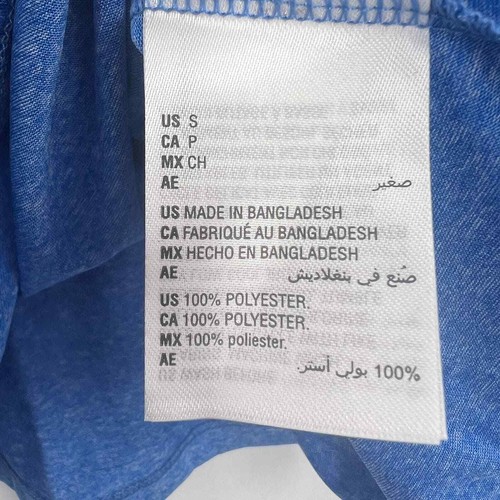 US S
CA P
MX CH
AE صغير
US MADE IN BANGLADESH
CA FABRIQUÉ AU BANGLADESH
MX HECHO EN BANGLADESH
AE صُنع في بنغلاديش
US 100% POLYESTER.
CA 100% POLYESTER.
MX 100% poliester.
AE 100% بولي أستر.